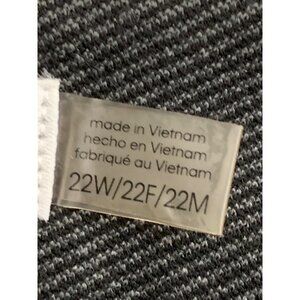 made in Vietnam
hecho en Vietnam
fabriqué au Vietnam
22W/22F/22M